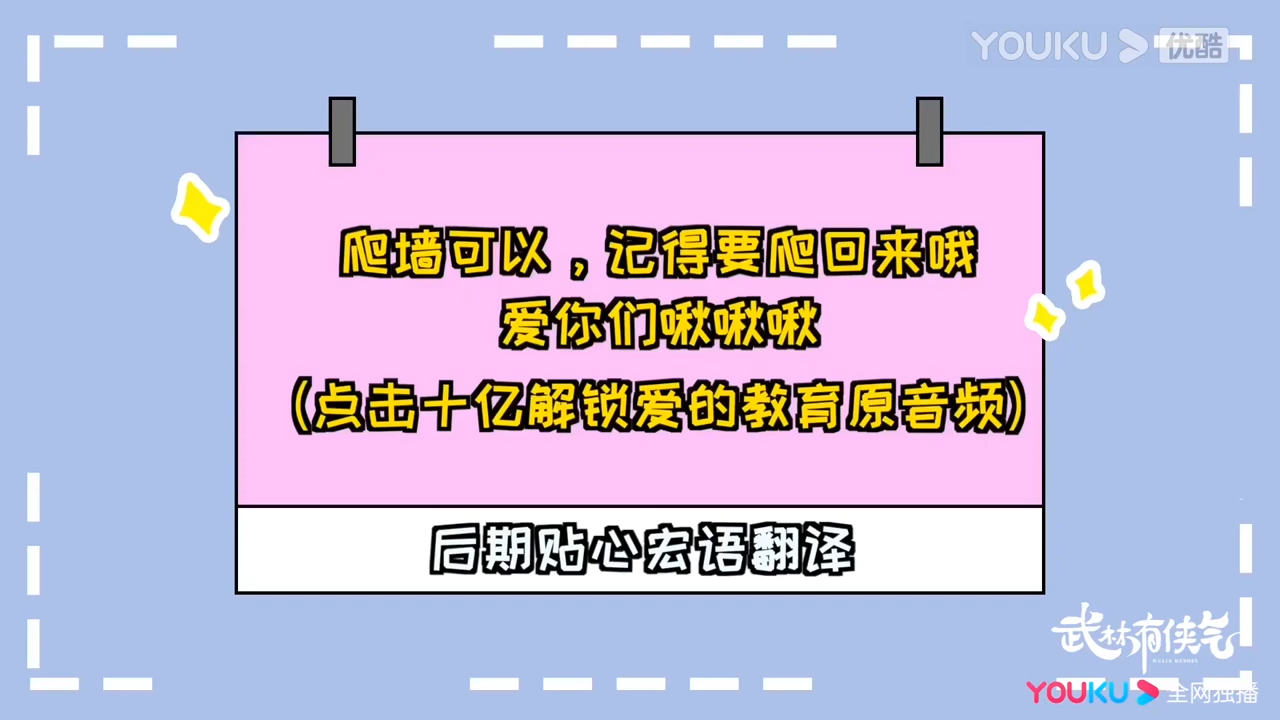 YOUKU 优酷
爬墙可以，记得要爬回来哦
爱你们啾啾啾
(点击十亿解锁爱的教育原音频)
后期贴心宏语翻译
武林有侠气
YOUKU 全网独播